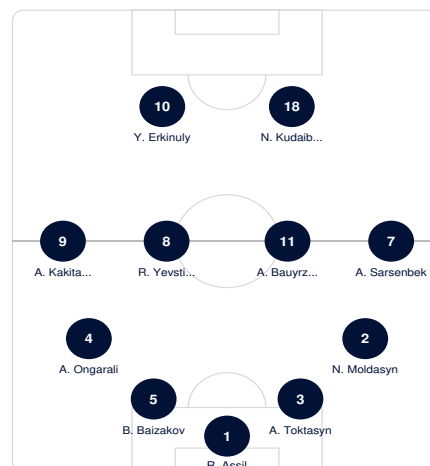 10 18
Y. Erkinuly N. Kudaib...
9 8 11 7
A. Kakita... R. Yevsti... A. Bauyrz... A. Sarsenbek
4 2
A. Ongarali N. Moldasyn
5 3
B. Baizakov A. Toktasyn
1
R. Assil